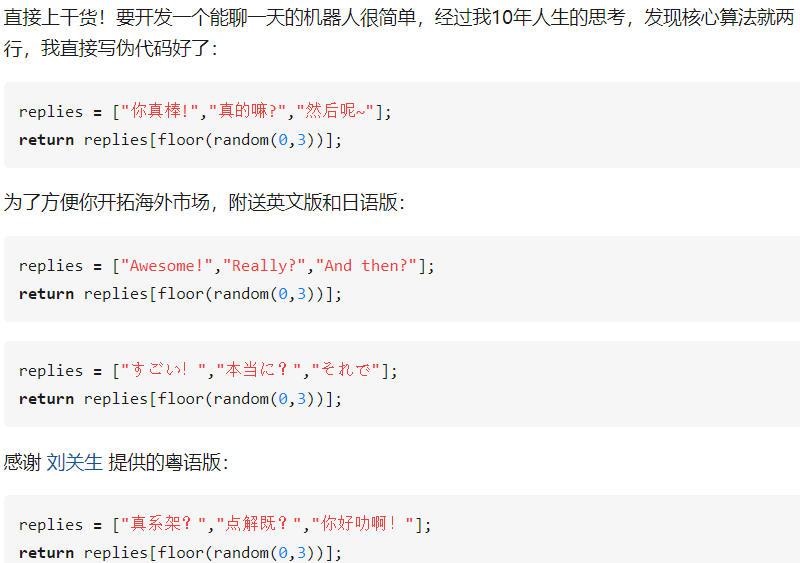 直接上干货！要开发一个能聊一天的机器人很简单，经过我10年人生的思考，发现核心算法就两
行，我直接写伪代码好了：
replies = ["你真棒!","真的嘛?","然后呢~"];
return replies[floor(random(0,3))];
为了方便你开拓海外市场，附送英文版和日语版：
replies = ["Awesome!","Really?","And then?"];
return replies[floor(random(0,3))];
replies = ["すごい！","本当に？","それで"];
return replies[floor(random(0,3))];
感谢 刘关生 提供的粤语版：
replies = ["真系架？","点解既？","你好叻啊！"];
return replies[floor(random(0,3))];